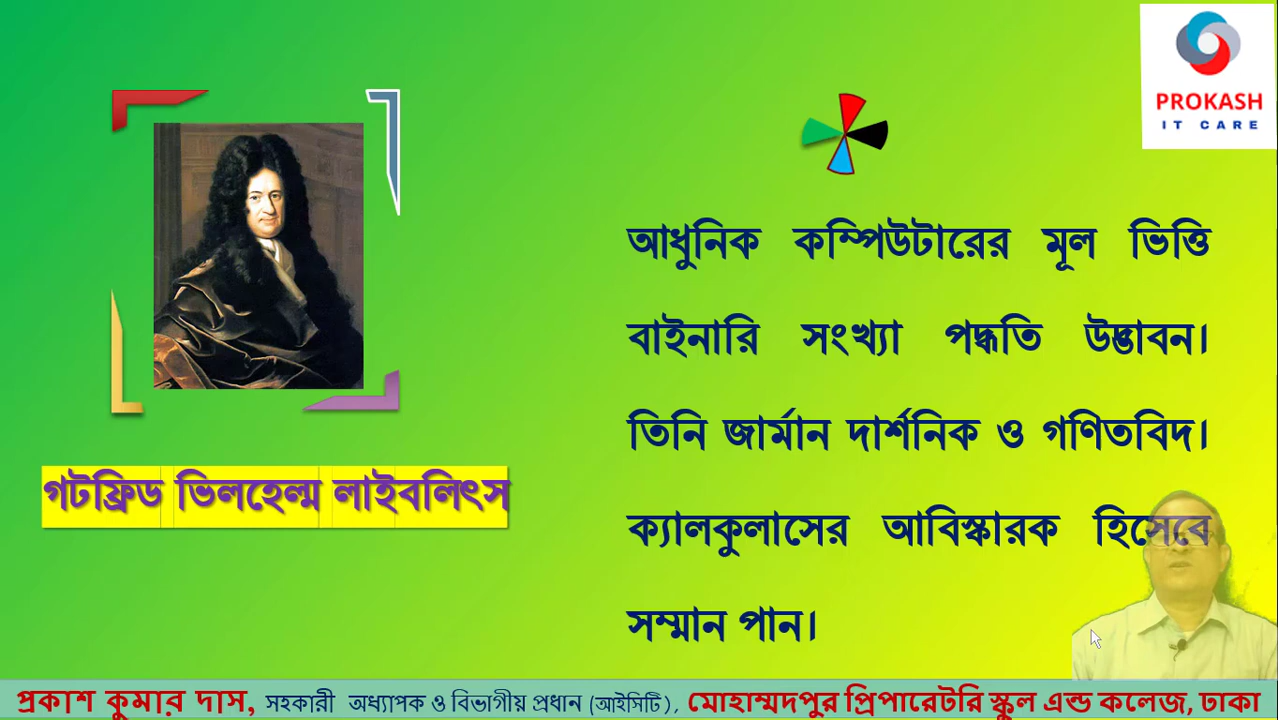 PROKASH
IT CARE
আধুনিক কম্পিউটারের মূল ভিত্তি
বাইনারি সংখ্যা পদ্ধতি উদ্ভাবন।
তিনি জার্মান দার্শনিক ও গণিতবিদ।
ক্যালকুলাসের আবিস্কারক হিসেবে
সম্মান পান।
গটফ্রিড ভিলহেল্ম লাইবলিৎস
প্রকাশ কুমার দাস, সহকারী অধ্যাপক ও বিভাগীয় প্রধান (আইসিটি), মোহাম্মদপুর প্রিপারেটরি স্কুল এন্ড কলেজ, ঢাকা